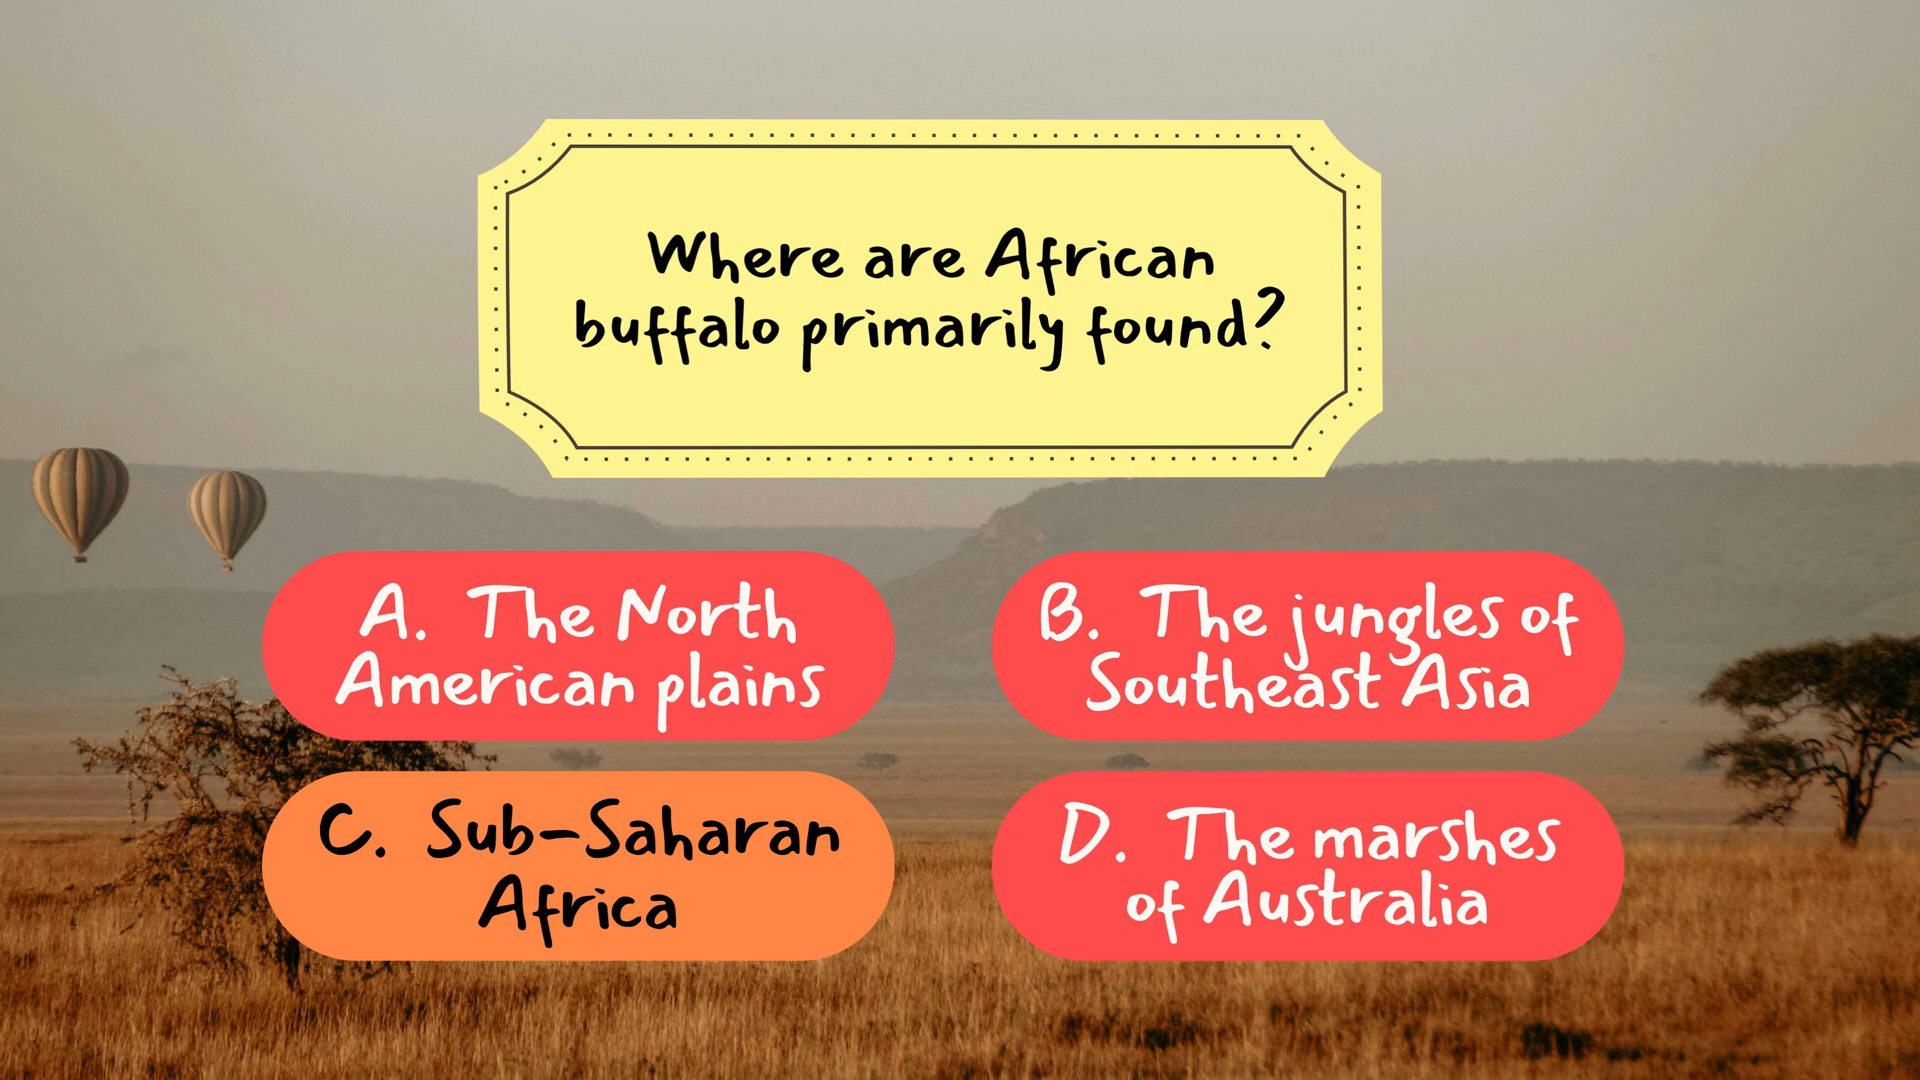 Where are African
buffalo primarily found?
A. The North
American plains
B. The jungles of
Southeast Asia
C. Sub-Saharan
Africa
D. The marshes
of Australia